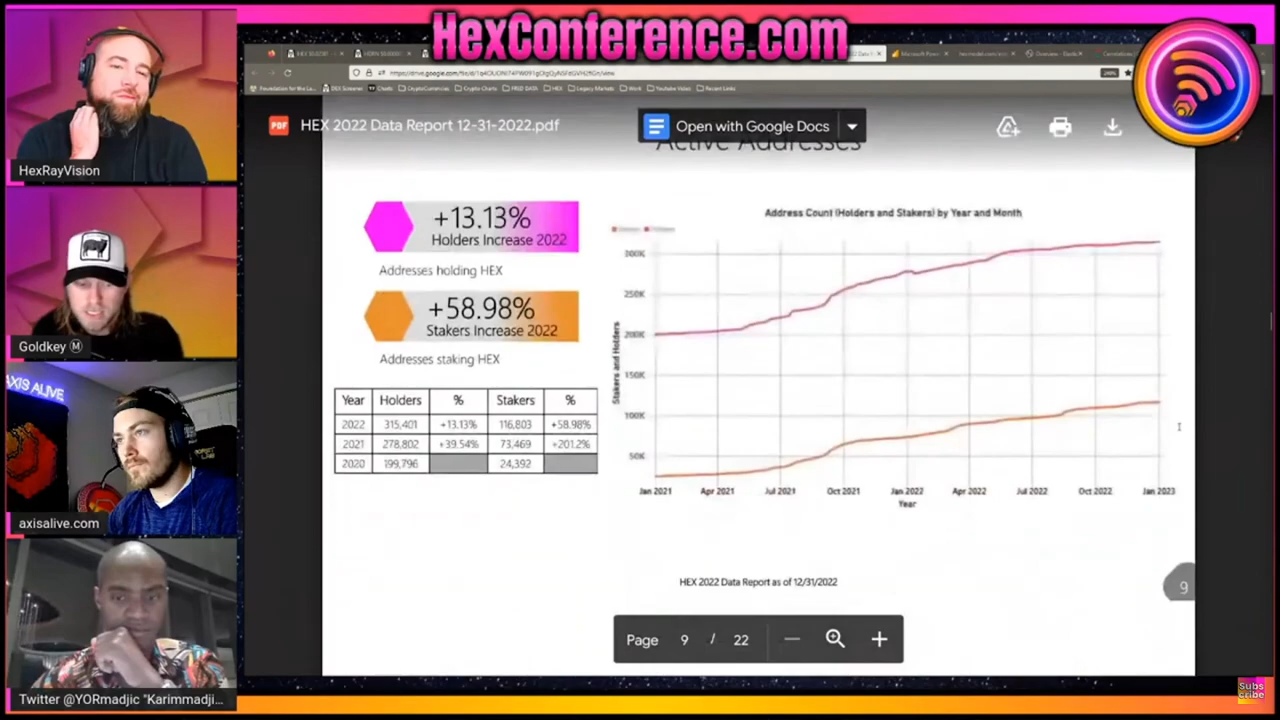 HexConference.com
HexRayVision
Goldkey Ⓜ
AXIS ALIVE
axisalive.com
Twitter @YORmadjic "Karimmadji...
HEX 2022 Data Report 12-31-2022.pdf
Open with Google Docs
Active Addresses
+13.13%
Holders Increase 2022
Addresses holding HEX
+58.98%
Stakers Increase 2022
Addresses staking HEX
Year Holders % Stakers %
2022 315,401 +13.13% 116,803 +58.98%
2021 278,802 +39.54% 73,469 +201.2%
2020 199,796 24,392
Address Count (Holders and Stakers) by Year and Month
Stakers and Holders
300K
250K
200K
150K
100K
50K
Jan 2021 Apr 2021 Jul 2021 Oct 2021 Jan 2022 Apr 2022 Jul 2022 Oct 2022 Jan 2023
Year
HEX 2022 Data Report as of 12/31/2022
9
Page 9 / 22
Subs
cribe